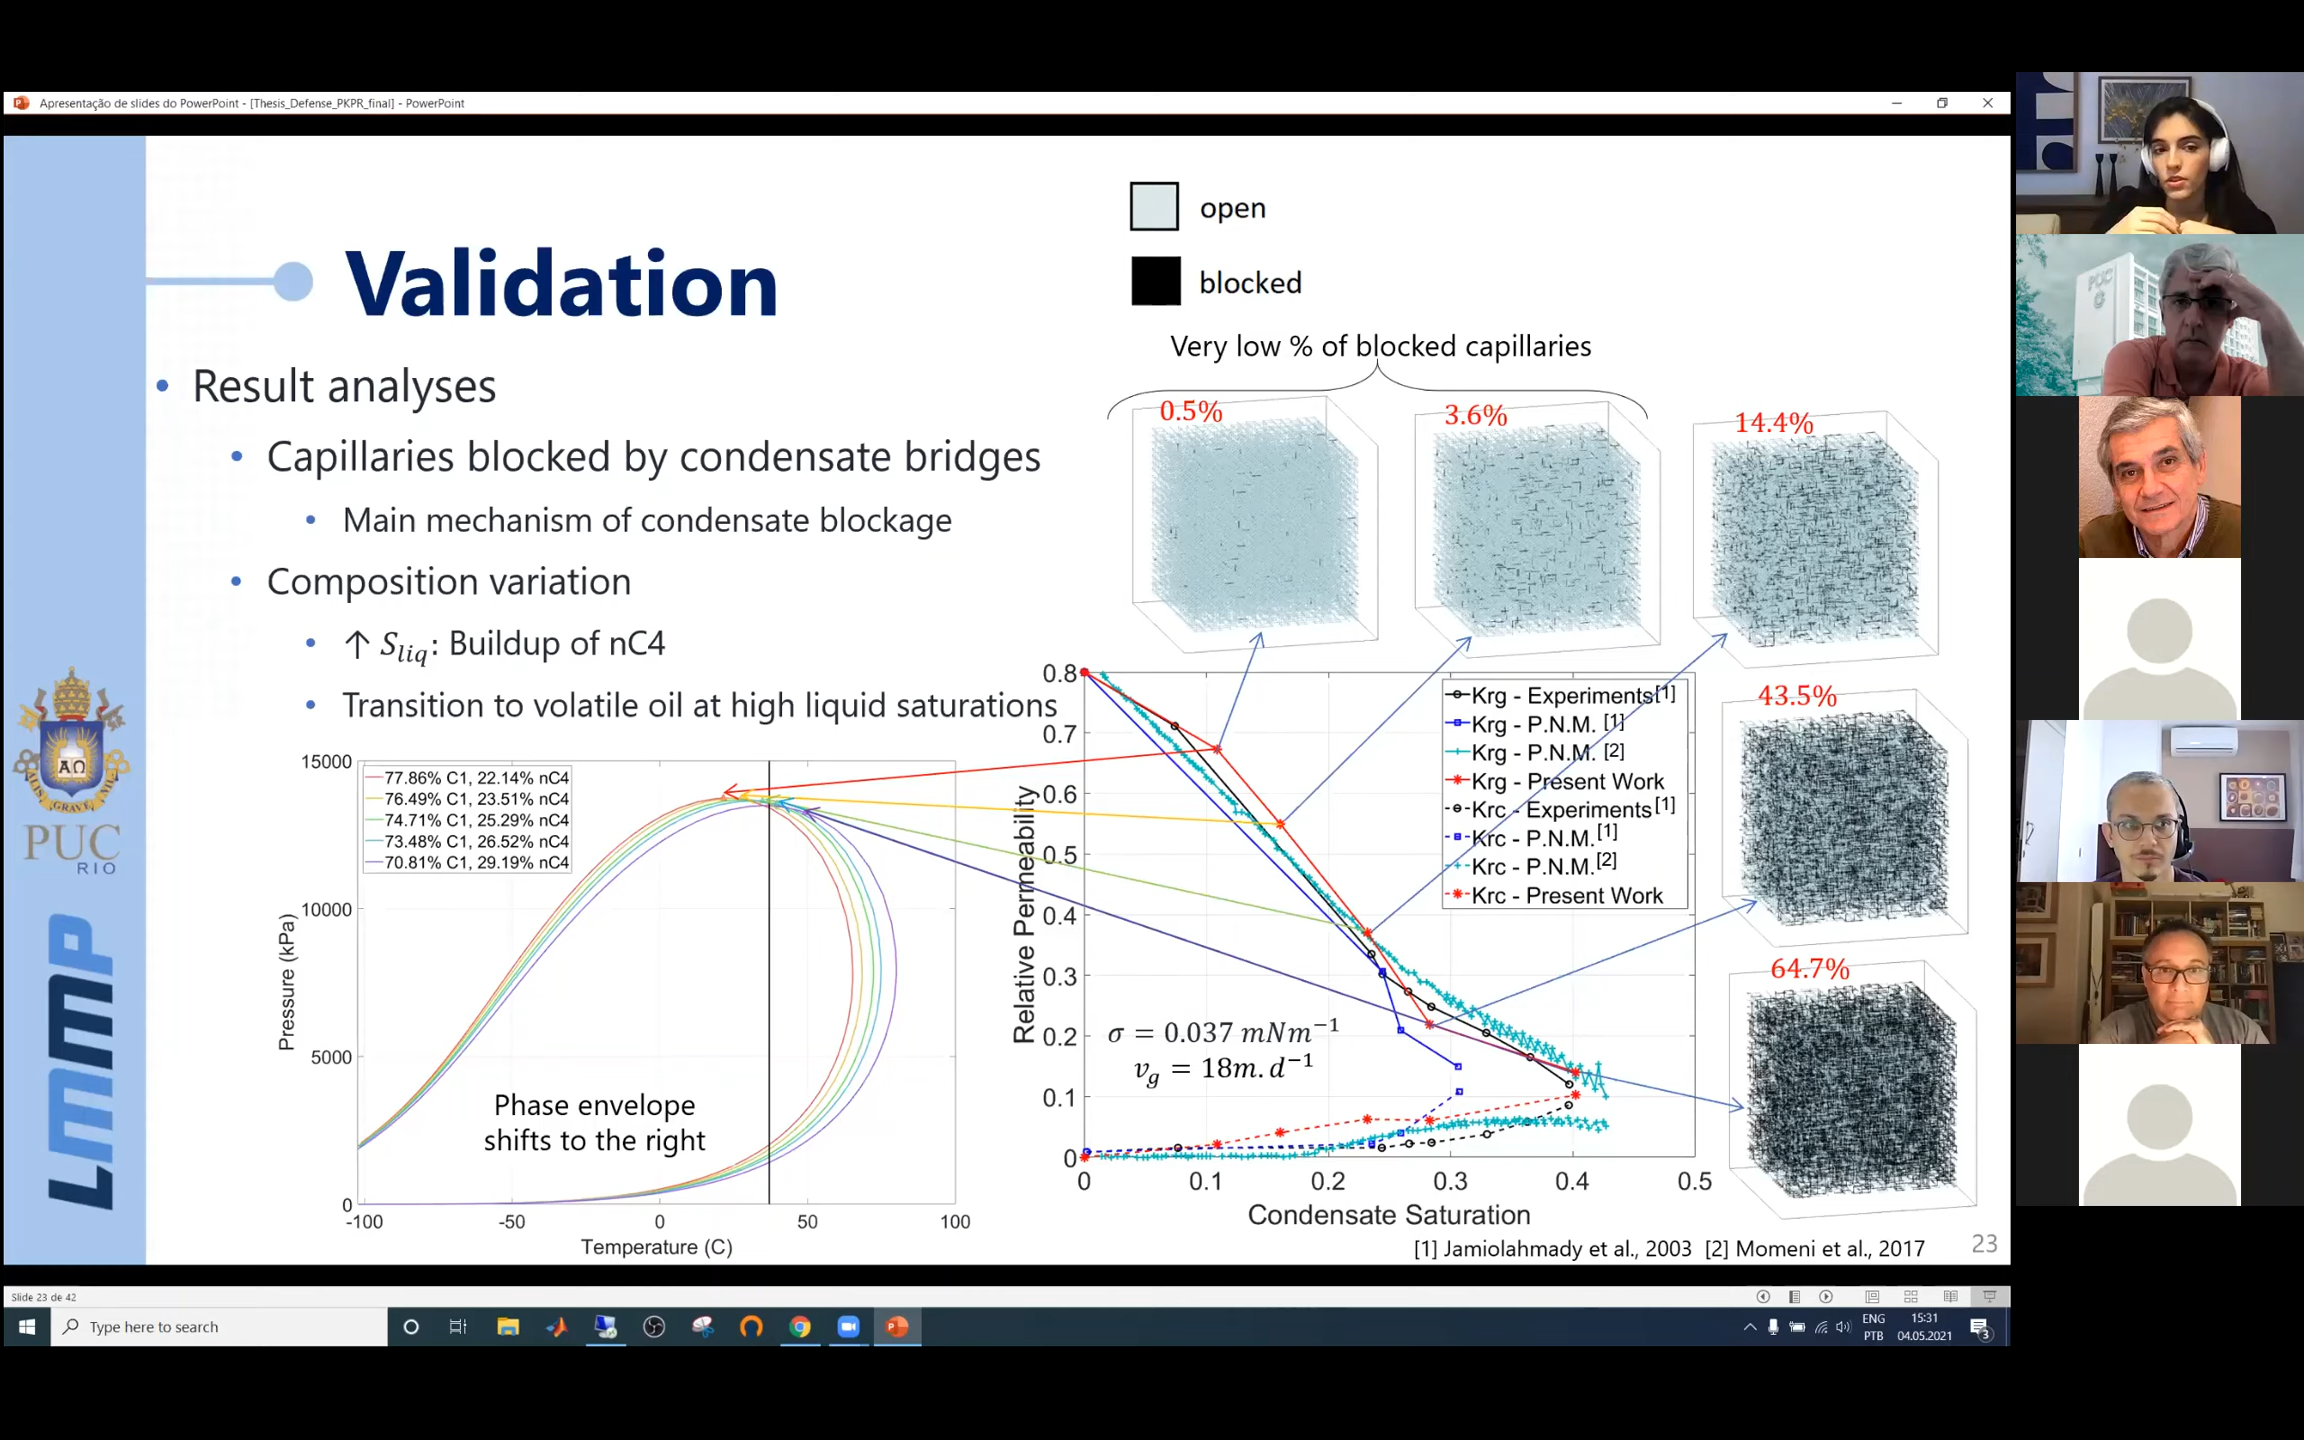 Apresentação de slides do PowerPoint - [Thesis_Defense_PKPR_final] - PowerPoint
open
blocked
Validation
Very low % of blocked capillaries
• Result analyses
• Capillaries blocked by condensate bridges
• Main mechanism of condensate blockage
• Composition variation
• ↑ Sliq: Buildup of nC4
• Transition to volatile oil at high liquid saturations
0.5%
3.6%
14.4%
43.5%
64.7%
PUC
RIO
LMMP
15000
10000
5000
0
Pressure (kPa)
77.86% C1, 22.14% nC4
76.49% C1, 23.51% nC4
74.71% C1, 25.29% nC4
73.48% C1, 26.52% nC4
70.81% C1, 29.19% nC4
Phase envelope
shifts to the right
-100 -50 0 50 100
Temperature (C)
0.8
0.7
0.6
0.5
0.4
0.3
0.2
0.1
0
Relative Permeability
Krg - Experiments[1]
Krg - P.N.M. [1]
Krg - P.N.M. [2]
Krg - Present Work
Krc - Experiments[1]
Krc - P.N.M.[1]
Krc - P.N.M.[2]
Krc - Present Work
σ = 0.037 mNm⁻¹
vg = 18m.d⁻¹
0 0.1 0.2 0.3 0.4 0.5
Condensate Saturation
[1] Jamiolahmady et al., 2003 [2] Momeni et al., 2017
23
Slide 23 de 42
Type here to search
ENG
PTB
15:31
04.05.2021
3
PUC